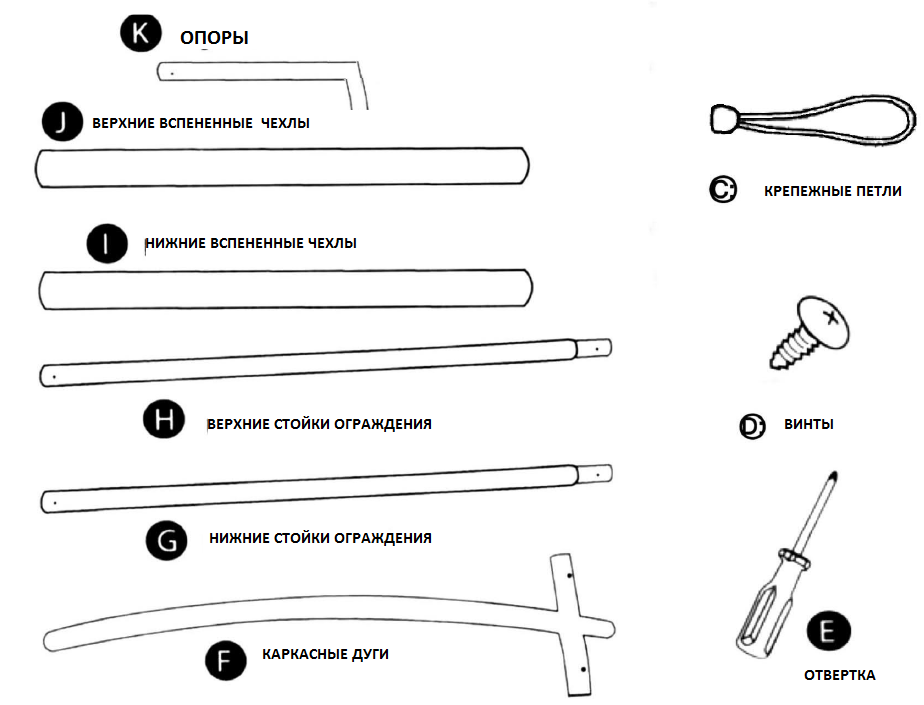 K ОПОРЫ
J ВЕРХНИЕ ВСПЕНЕННЫЕ ЧЕХЛЫ
I НИЖНИЕ ВСПЕНЕННЫЕ ЧЕХЛЫ
H ВЕРХНИЕ СТОЙКИ ОГРАЖДЕНИЯ
G НИЖНИЕ СТОЙКИ ОГРАЖДЕНИЯ
F КАРКАСНЫЕ ДУГИ
C: КРЕПЕЖНЫЕ ПЕТЛИ
D: ВИНТЫ
E
ОТВЕРТКА